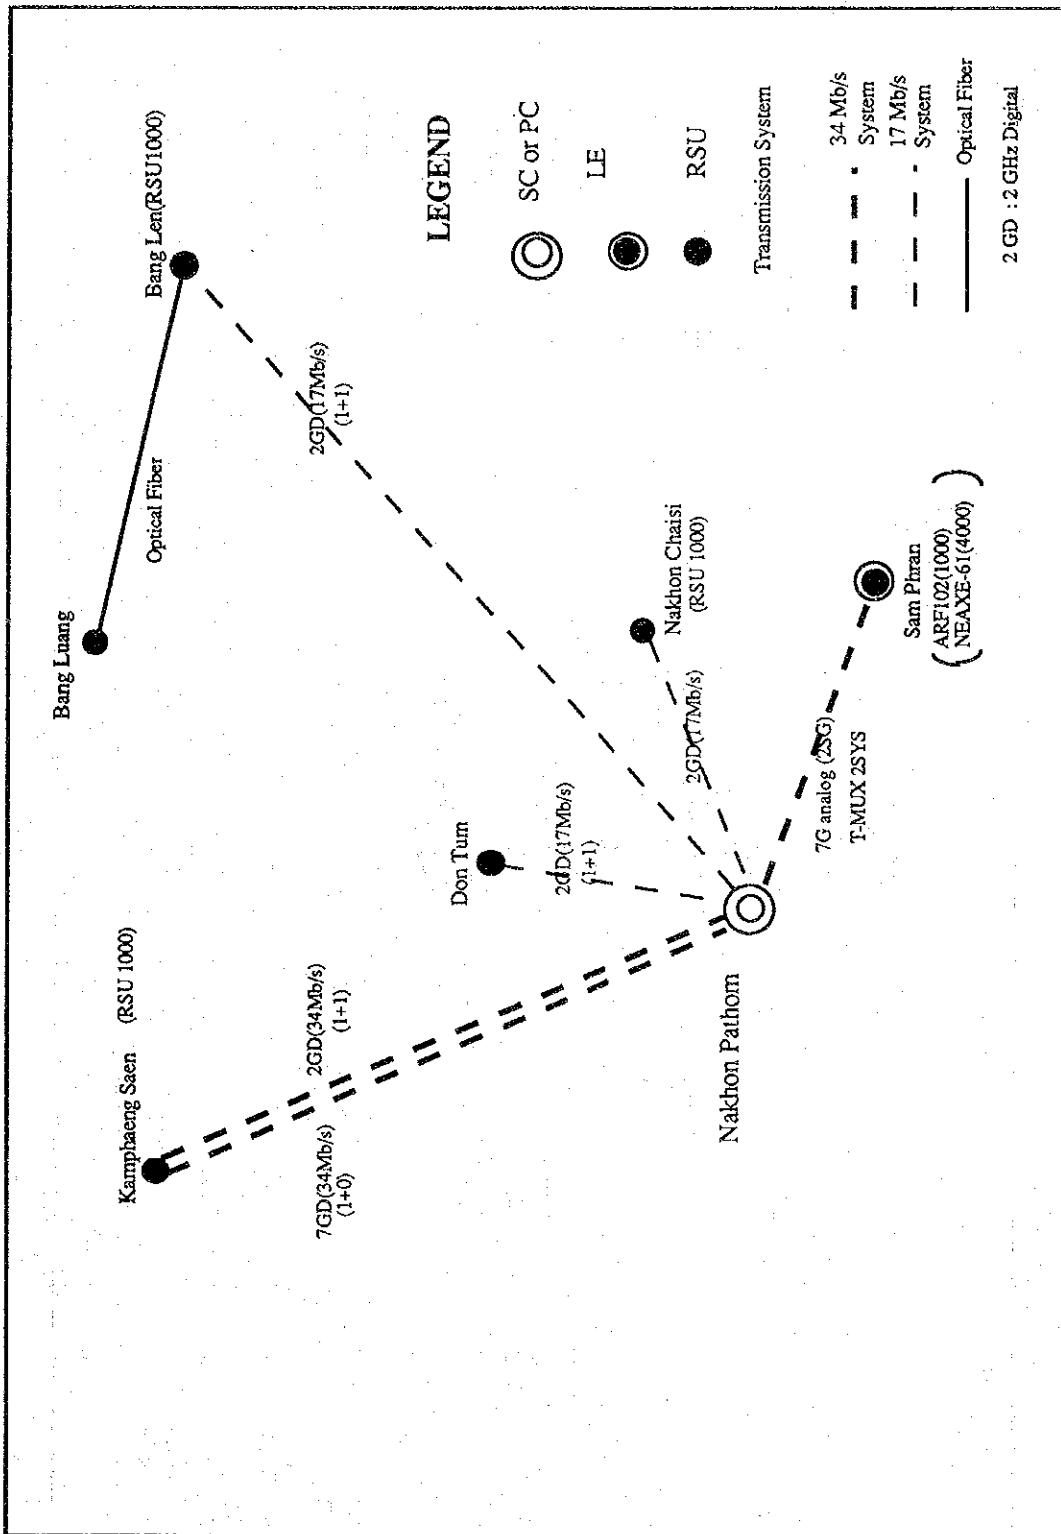 Kamphaeng Saen (RSU 1000)
7GD(34Mb/s)
(1+0)
2GD(34Mb/s)
(1+1)
Bang Luang
Optical Fiber
Bang Len(RSU1000)
2GD(17Mb/s)
(1+1)
Don Tum
2GD(17Mb/s)
(1+1)
Nakhon Chaisi
(RSU 1000)
2GD(17Mb/s)
Nakhon Pathom
7G analog (2SG)
T-MUX 2SYS
Sam Phran
(ARF102(1000)
NEAXE-61(4000))
LEGEND
SC or PC
LE
RSU
Transmission System
34 Mb/s
System
17 Mb/s
System
Optical Fiber
2 GD : 2 GHz Digital